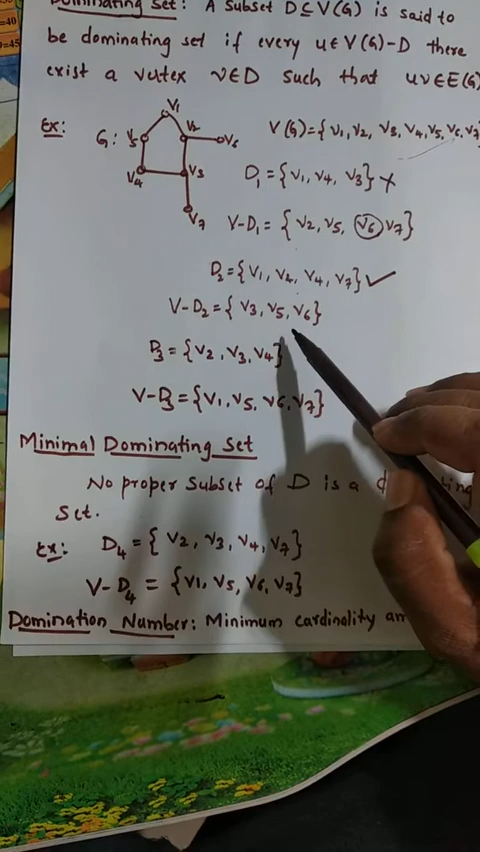 Dominating Set: A Subset D⊆V(G) is said to
be dominating set if every u∈V(G)-D there
exist a vertex v∈D such that uv∈E(G)
Ex: G: V1 V2 V3 V4 V5 V6 V7
V(G)={V1,V2, V3,V4,V5,V6,V7
D1={V1,V4,V3}×
V-D1={V2,V5,V6 V7}
D2={V1,V2,V4,V7}✓
V-D2={V3,V5,V6}
D3={V2,V3,V4}
V-D3={V1,V5,V6,V7}
Minimal Dominating Set
No proper Subset of D is a
Set.
Ex: D4={V2,V3,V4,V7}
V-D4={V1,V5,V6,V7}
Domination Number: Minimum cardinality
=40
D=45